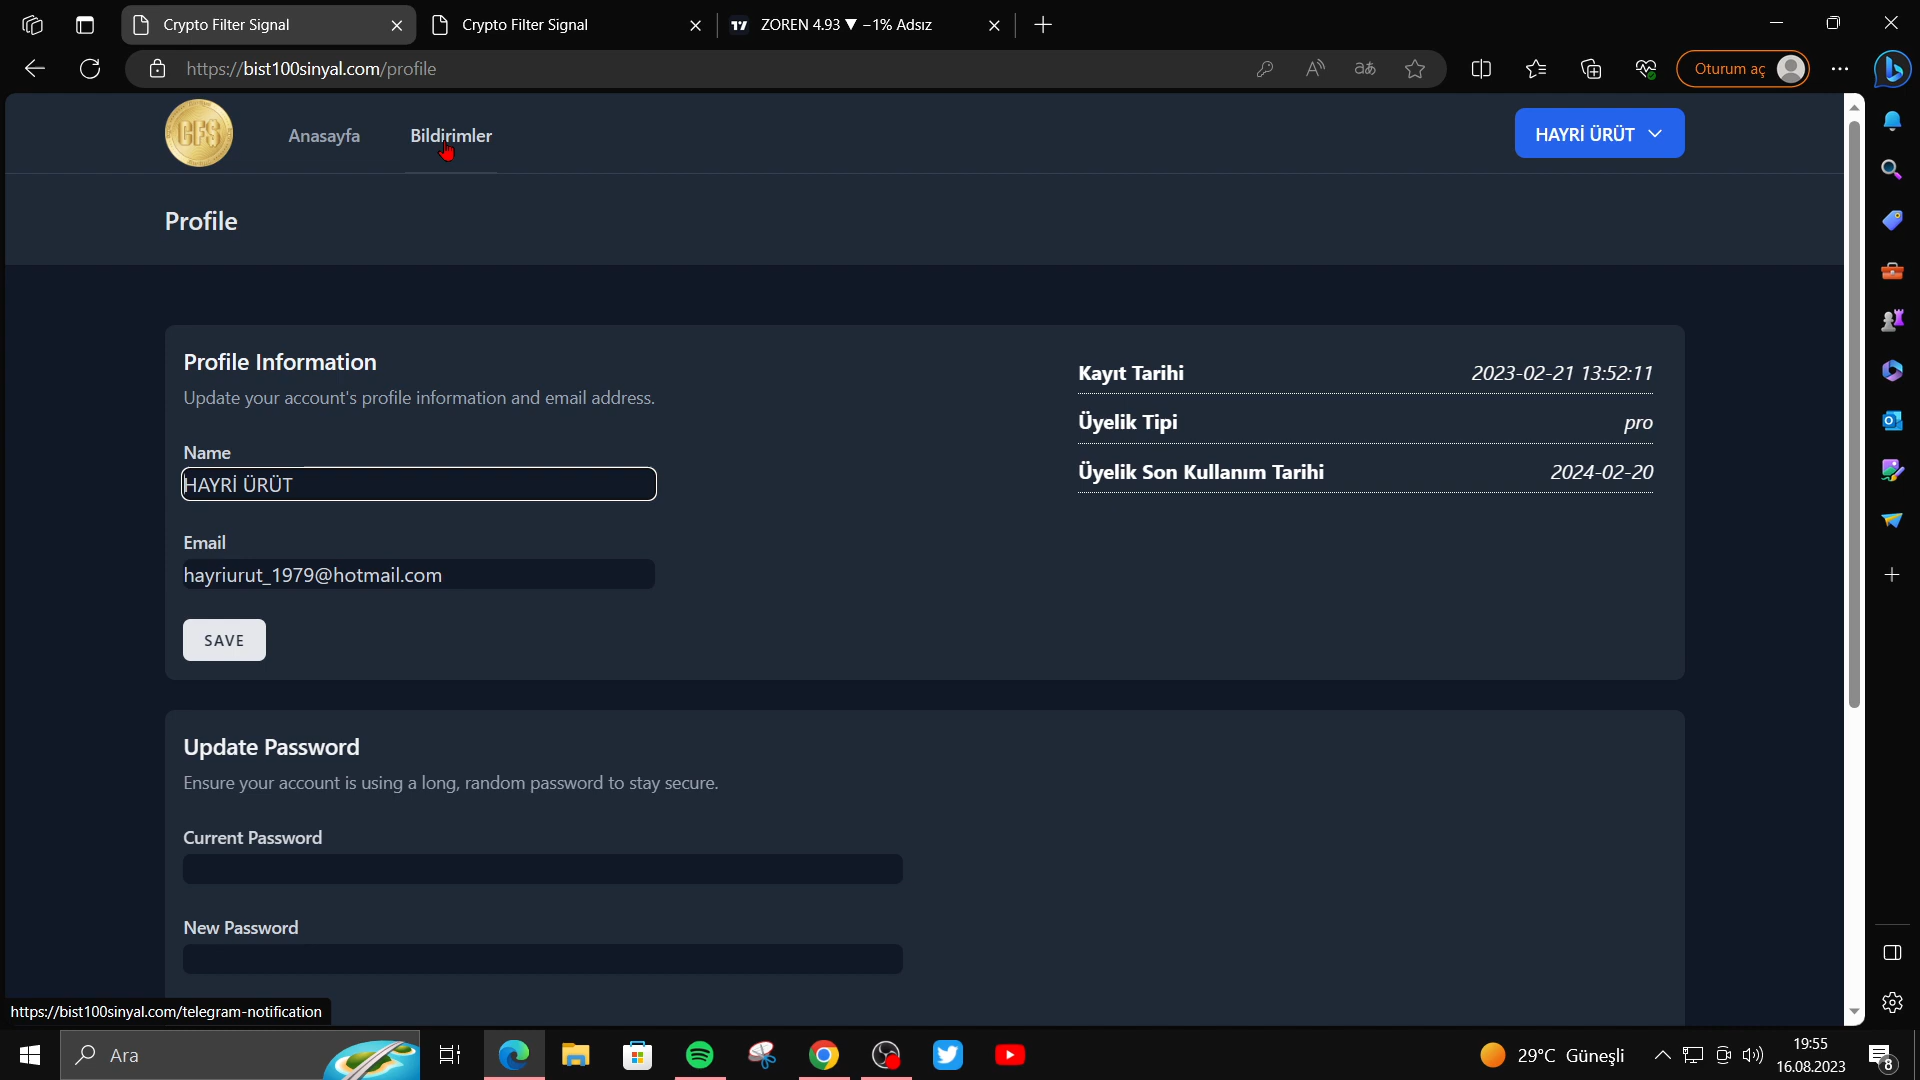 Crypto Filter Signal
Crypto Filter Signal
ZOREN 4.93 ▼ −1% Adsız
https://bist100sinyal.com/profile
Oturum aç
CFS
Anasayfa
Bildirimler
HAYRİ ÜRÜT
Profile
Profile Information
Update your account's profile information and email address.
Name
HAYRİ ÜRÜT
Email
hayriurut_1979@hotmail.com
SAVE
Kayıt Tarihi 2023-02-21 13:52:11
Üyelik Tipi pro
Üyelik Son Kullanım Tarihi 2024-02-20
Update Password
Ensure your account is using a long, random password to stay secure.
Current Password
New Password
https://bist100sinyal.com/telegram-notification
Ara
29°C Güneşli
19:55
16.08.2023
8